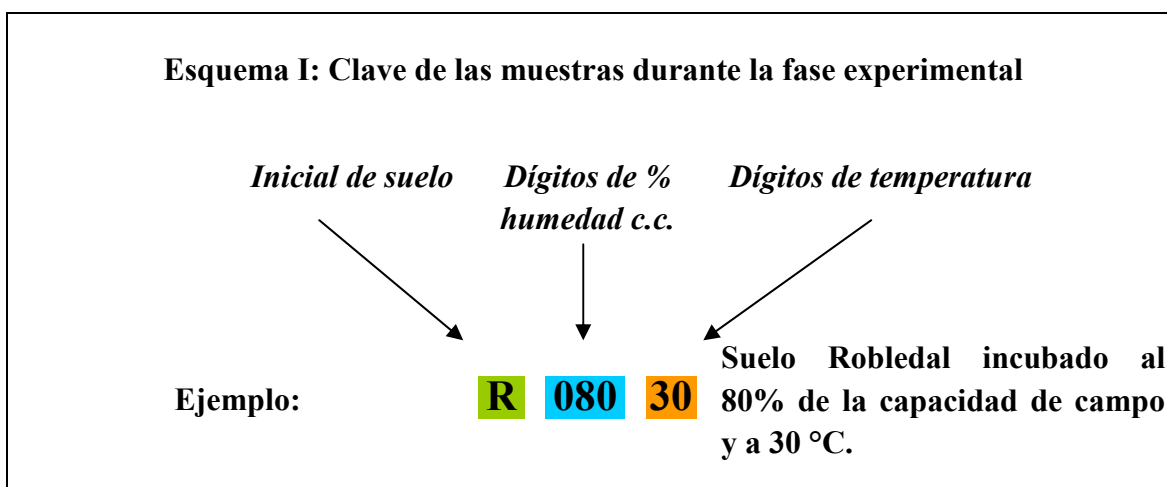 Esquema I: Clave de las muestras durante la fase experimental
Inicial de suelo
Dígitos de %
humedad c.c.
Dígitos de temperatura
Ejemplo:
R 080 30
Suelo Robledal incubado al
80% de la capacidad de campo
y a 30 °C.